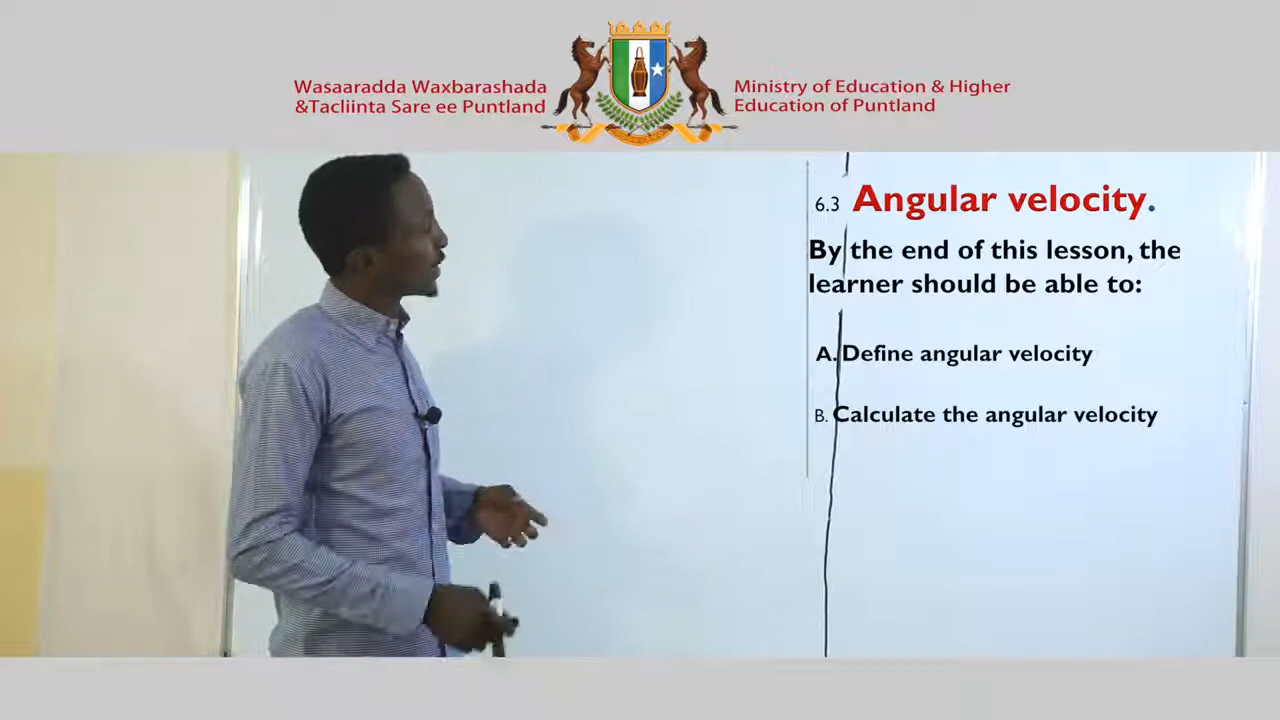 Wasaaradda Waxbarashada
&Tacliinta Sare ee Puntland
Ministry of Education & Higher
Education of Puntland
6.3 Angular velocity.
By the end of this lesson, the
learner should be able to:
A. Define angular velocity
B. Calculate the angular velocity